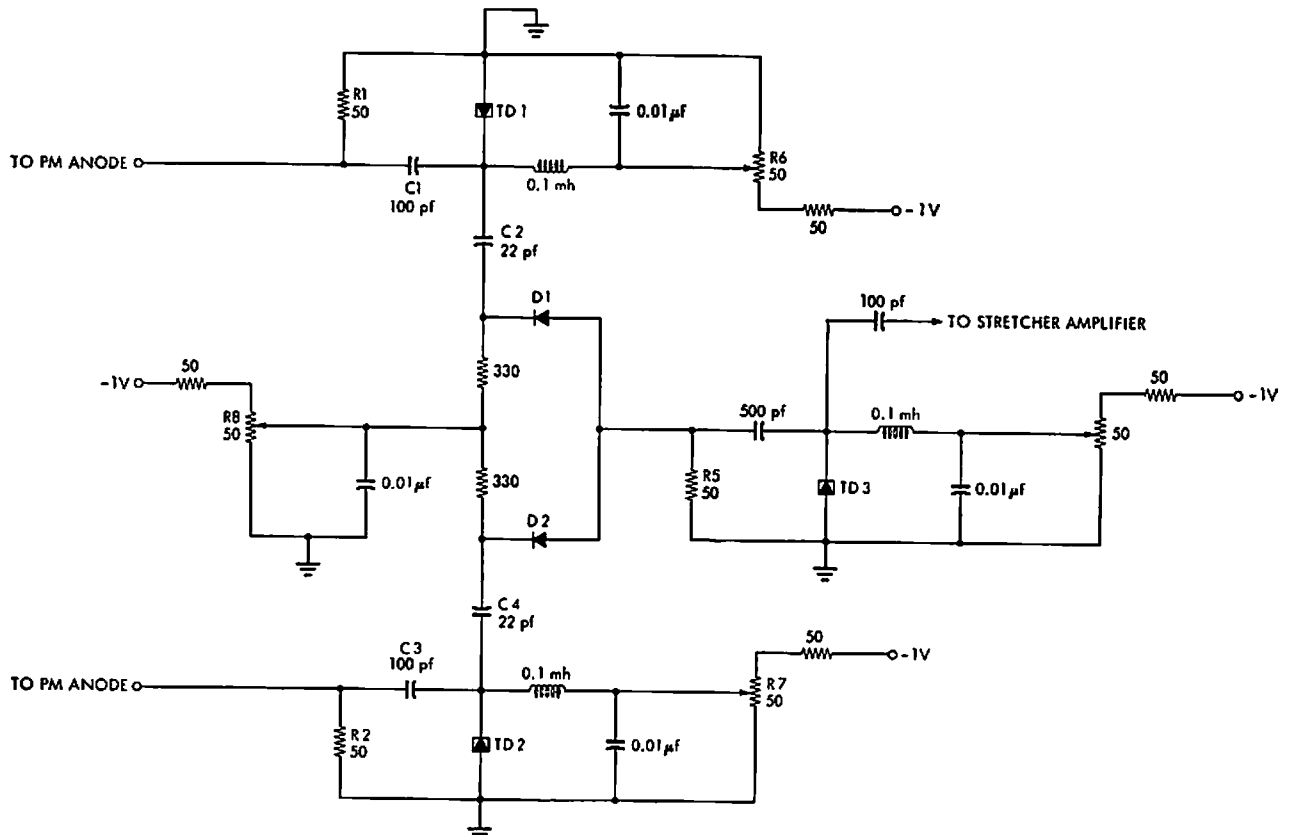 R1
50
TD 1
0.01μf
TO PM ANODE
C1
100 pf
0.1 mh
R6
50
50
-1V
C 2
22 pf
D1
100 pf
TO STRETCHER AMPLIFIER
50
-1V
330
50
-1V
R8
50
500 pf
0.1 mh
50
0.01μf
330
R5
50
TD 3
0.01μf
D2
C 4
22 pf
C3
100 pf
50
-1V
TO PM ANODE
0.1 mh
R 7
50
R 2
50
TD 2
0.01μf